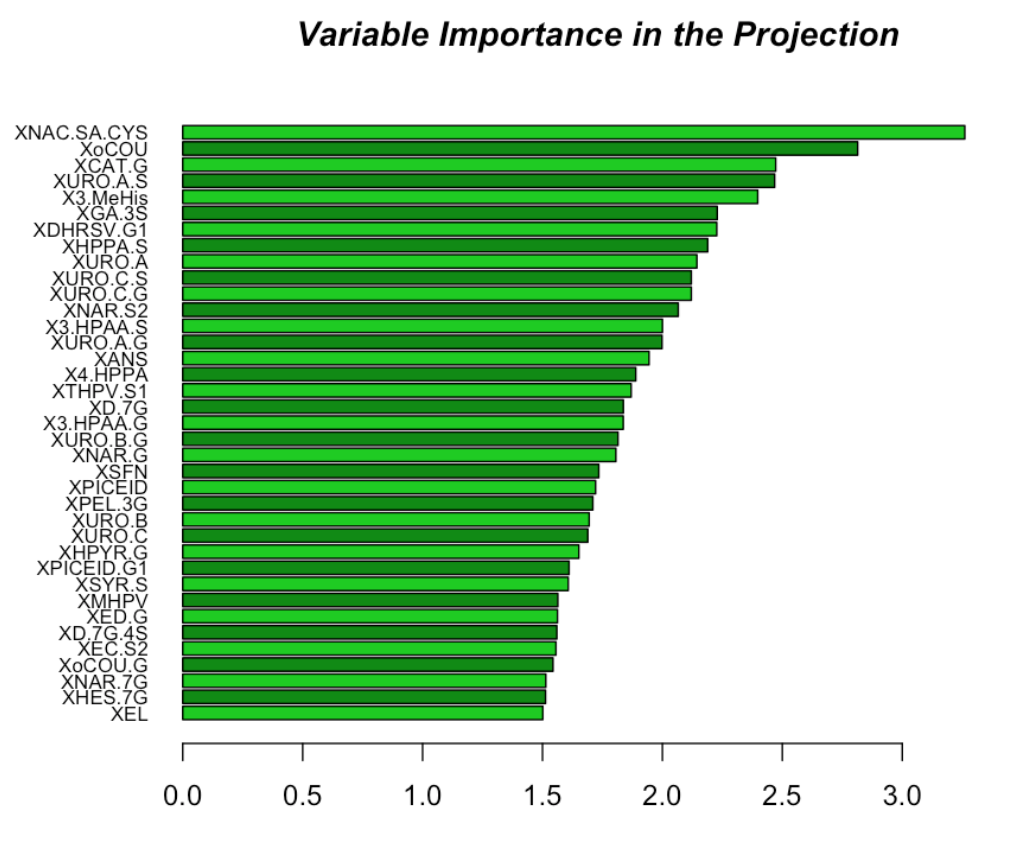 Variable Importance in the Projection
XNAC.SA.CYS
XoCOU
XCAT.G
XURO.A.S
X3.MeHis
XGA.3S
XDHRSV.G1
XHPPA.S
XURO.A
XURO.C.S
XURO.C.G
XNAR.S2
X3.HPAA.S
XURO.A.G
XANS
X4.HPPA
XTHPV.S1
XD.7G
X3.HPAA.G
XURO.B.G
XNAR.G
XSFN
XPICEID
XPEL.3G
XURO.B
XURO.C
XHPYR.G
XPICEID.G1
XSYR.S
XMHPV
XED.G
XD.7G.4S
XEC.S2
XoCOU.G
XNAR.7G
XHES.7G
XEL
0.0 0.5 1.0 1.5 2.0 2.5 3.0